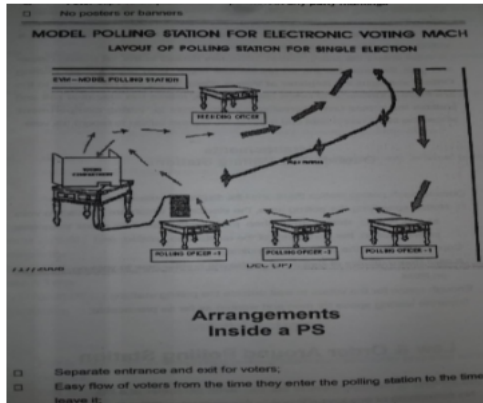 No posters or banners
MODEL POLLING STATION FOR ELECTRONIC VOTING MACH
LAYOUT OF POLLING STATION FOR SINGLE ELECTION
EVM-MODEL POLLING STATION
PRESIDING OFFICER
VOTING COMPARTMENT
POLLING OFFICER -3
POLLING OFFICER -2
POLLING OFFICER -1
Arrangements
Inside a PS
Separate entrance and exit for voters;
Easy flow of voters from the time they enter the polling station to the time
leave it;